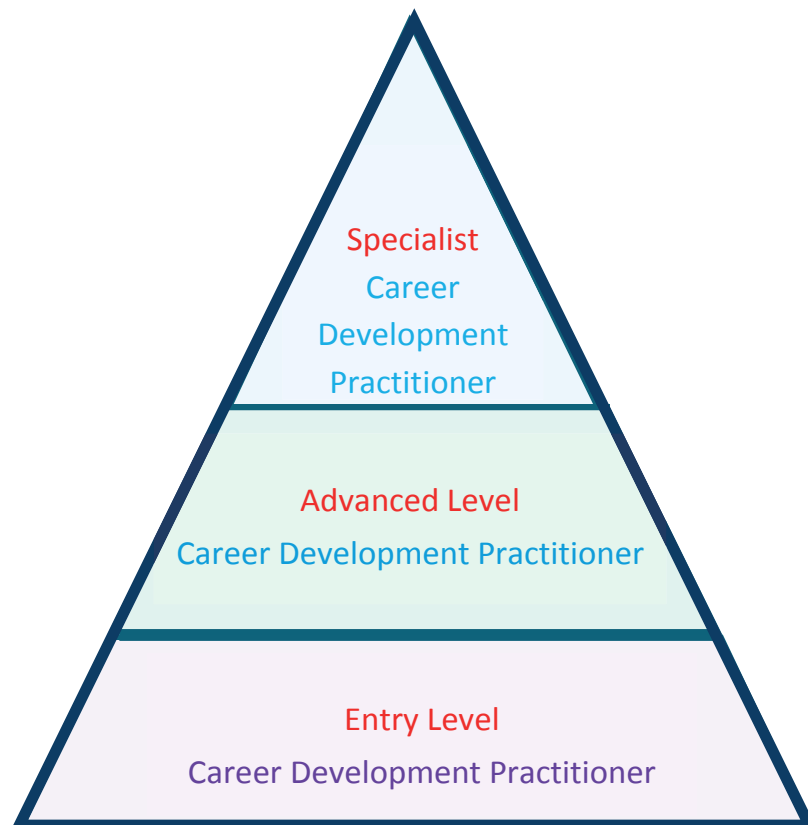 Specialist
Career
Development
Practitioner
Advanced Level
Career Development Practitioner
Entry Level
Career Development Practitioner